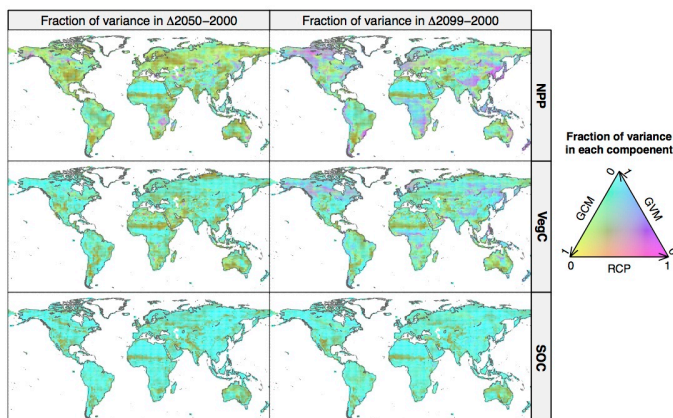 Fraction of variance in Δ2050−2000
Fraction of variance in Δ2099−2000
NPP
VegC
SOC
Fraction of variance
in each compoenent
0
1
GCM
GVM
1
0
0
RCP
1